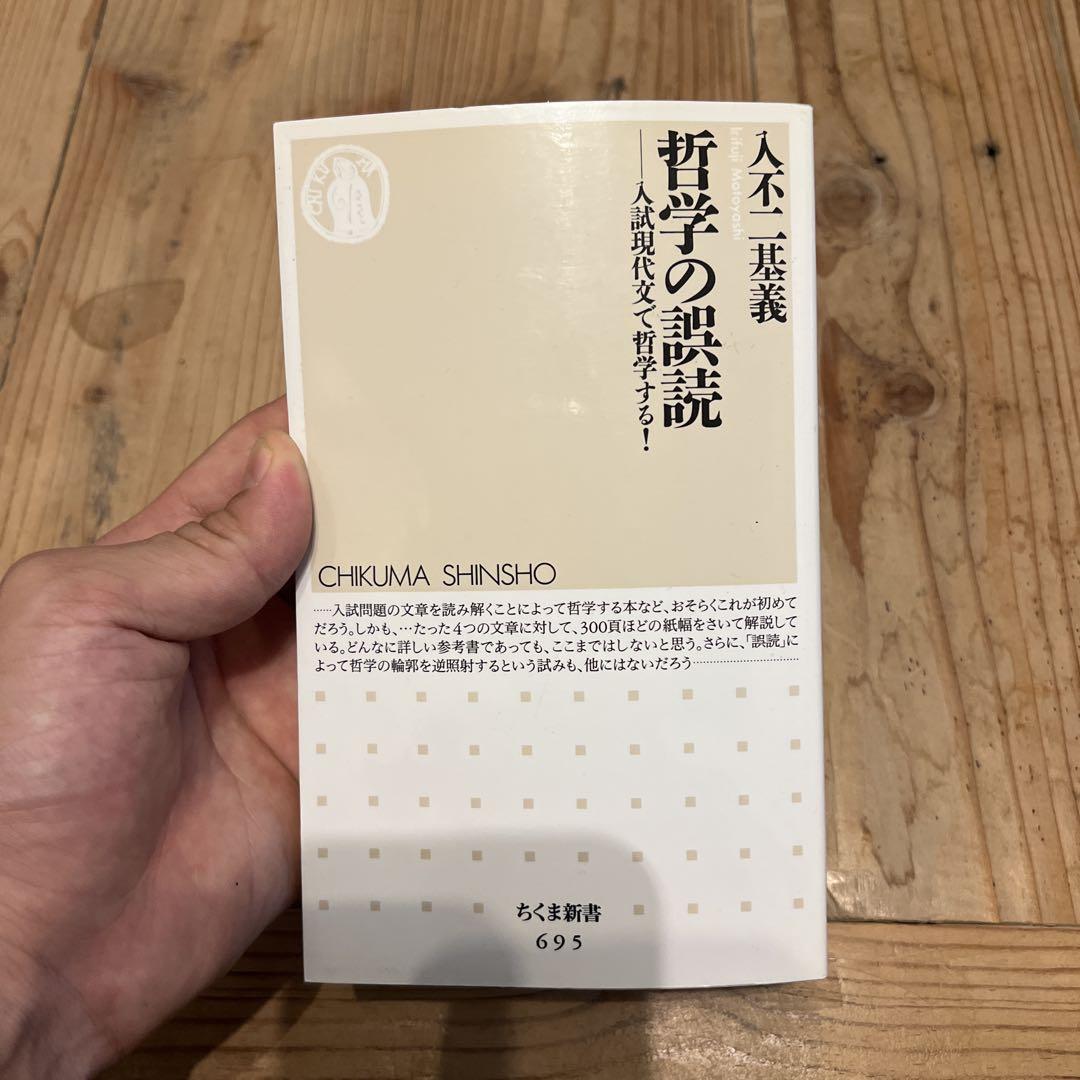 入不二基義
Irifuji Motoyoshi
哲学の誤読
──入試現代文で哲学する！
CHIKUMA
CHIKUMA SHINSHO
……入試問題の文章を読み解くことによって哲学する本など、おそらくこれが初めて
だろう。しかも、…たった4つの文章に対して、300頁ほどの紙幅をさいて解説して
いる。どんなに詳しい参考書であっても、ここまではしないと思う。さらに、「誤読」に
よって哲学の輪郭を逆照射するという試みも、他にはないだろう……………
ちくま新書
695